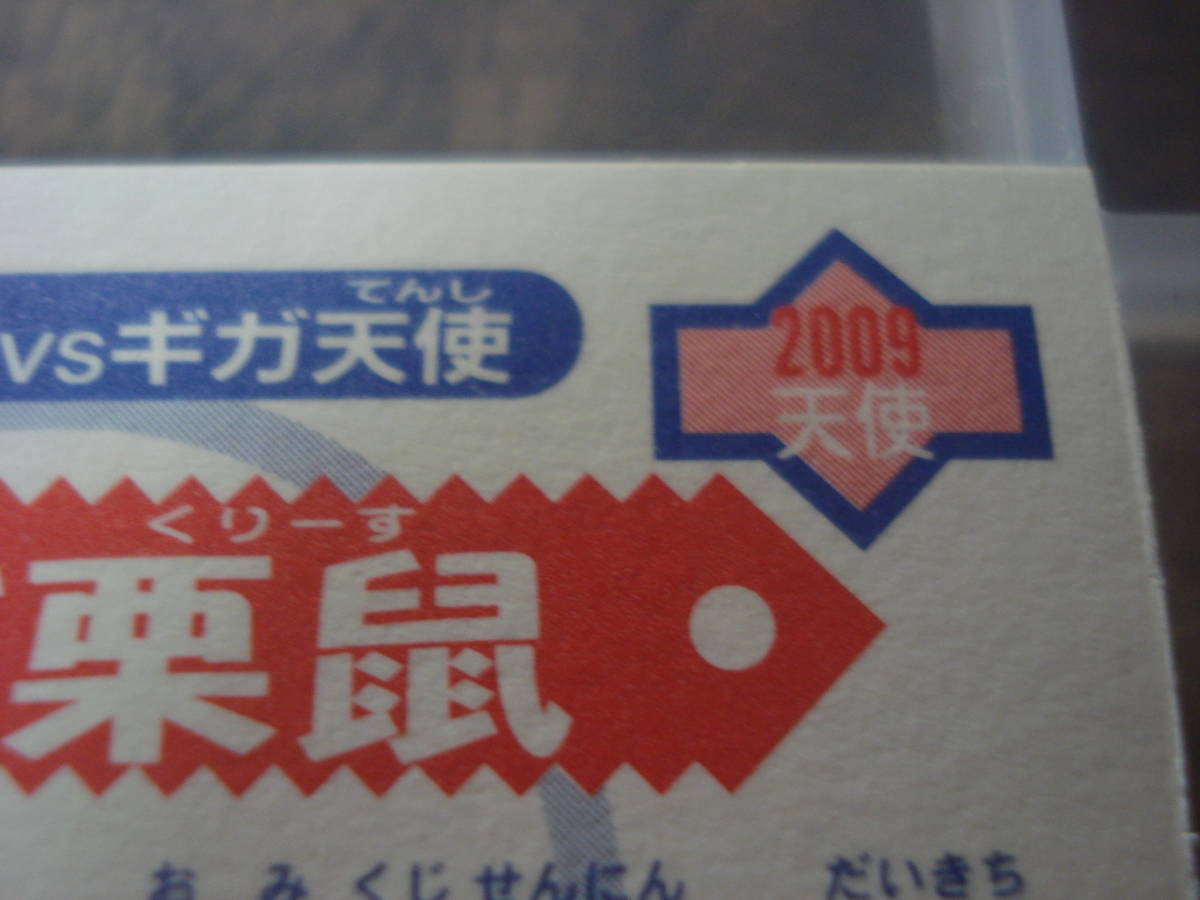 てんし
vsギガ天使
2009
天使
くりーす
栗鼠
おみくじせんにん だいきち